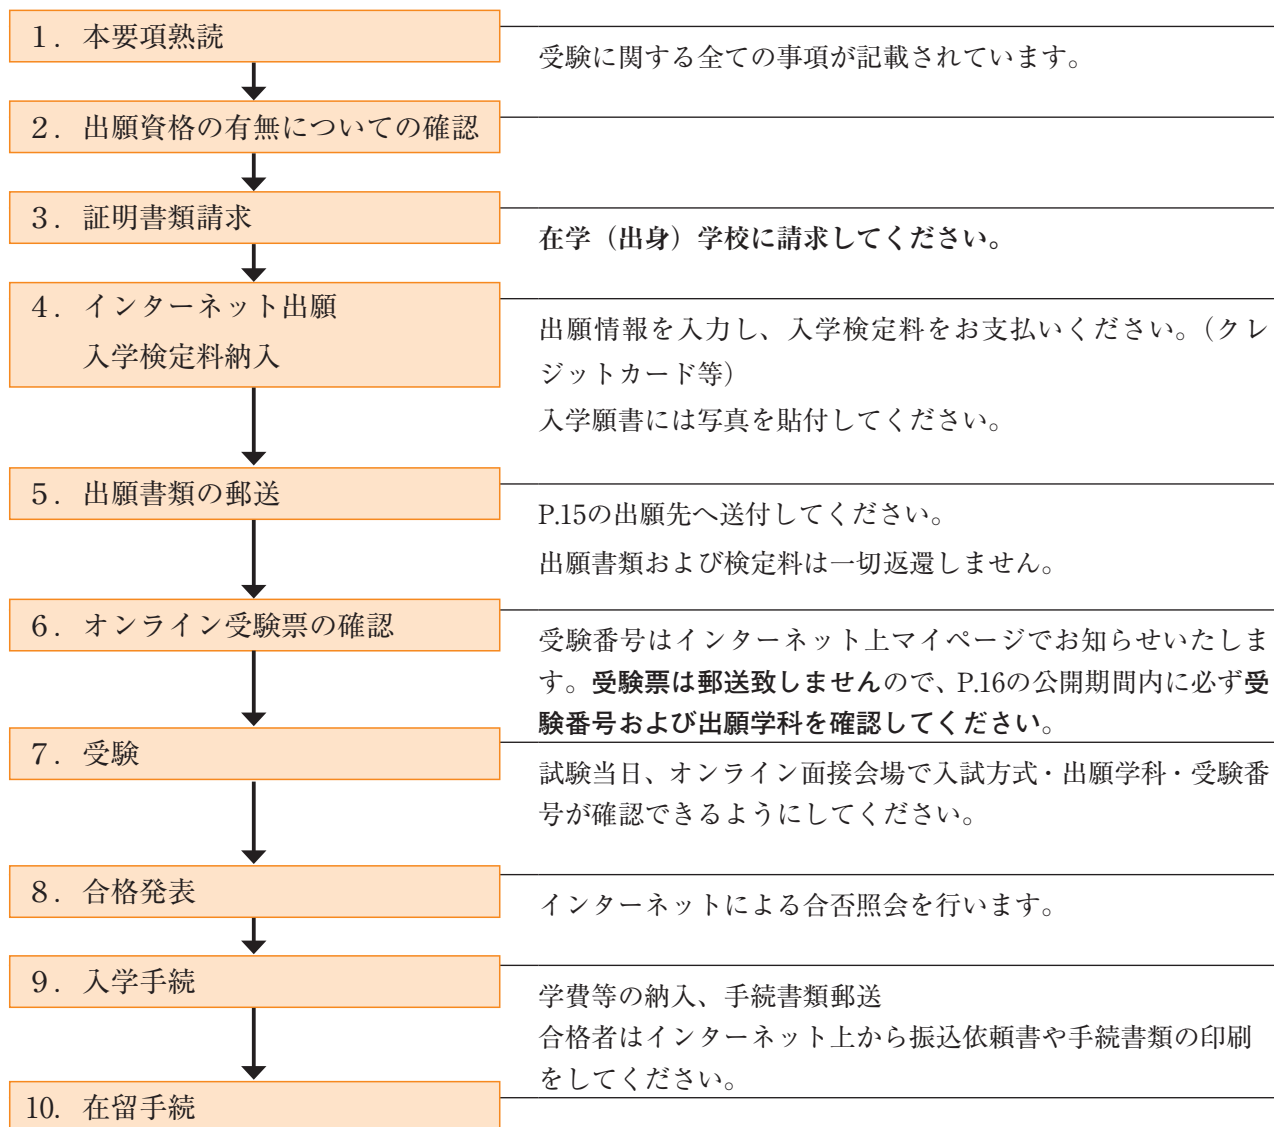 １．本要項熟読
受験に関する全ての事項が記載されています。
２．出願資格の有無についての確認
３．証明書類請求
在学（出身）学校に請求してください。
４．インターネット出願
入学検定料納入
出願情報を入力し、入学検定料をお支払いください。（クレ
ジットカード等）
入学願書には写真を貼付してください。
５．出願書類の郵送
P.15の出願先へ送付してください。
出願書類および検定料は一切返還しません。
６．オンライン受験票の確認
受験番号はインターネット上マイページでお知らせいたしま
す。受験票は郵送致しませんので、P.16の公開期間内に必ず受
験番号および出願学科を確認してください。
７．受験
試験当日、オンライン面接会場で入試方式・出願学科・受験番
号が確認できるようにしてください。
８．合格発表
インターネットによる合否照会を行います。
９．入学手続
学費等の納入、手続書類郵送
合格者はインターネット上から振込依頼書や手続書類の印刷
をしてください。
10．在留手続